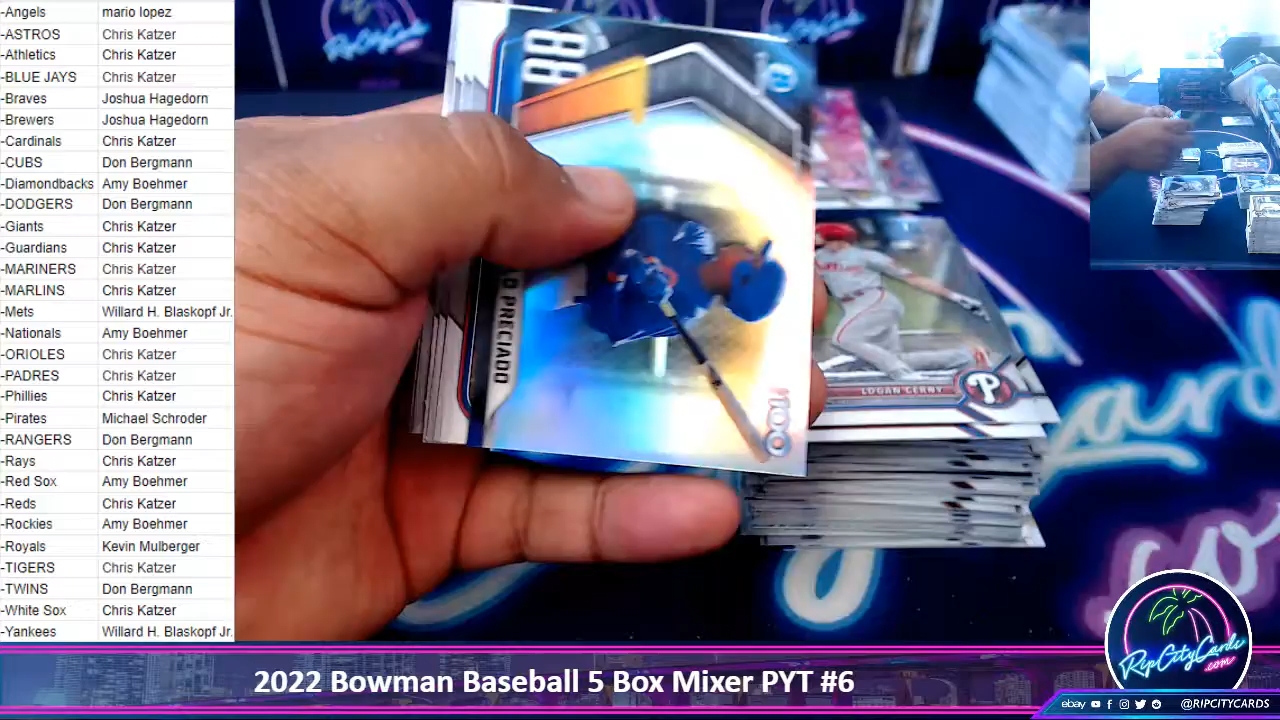 -Angels mario lopez
-ASTROS Chris Katzer
-Athletics Chris Katzer
-BLUE JAYS Chris Katzer
-Braves Joshua Hagedorn
-Brewers Joshua Hagedorn
-Cardinals Chris Katzer
-CUBS Don Bergmann
-Diamondbacks Amy Boehmer
-DODGERS Don Bergmann
-Giants Chris Katzer
-Guardians Chris Katzer
-MARINERS Chris Katzer
-MARLINS Chris Katzer
-Mets Willard H. Blaskopf Jr.
-Nationals Amy Boehmer
-ORIOLES Chris Katzer
-PADRES Chris Katzer
-Phillies Chris Katzer
-Pirates Michael Schroder
-RANGERS Don Bergmann
-Rays Chris Katzer
-Red Sox Amy Boehmer
-Reds Chris Katzer
-Rockies Amy Boehmer
-Royals Kevin Mulberger
-TIGERS Chris Katzer
-TWINS Don Bergmann
-White Sox Chris Katzer
-Yankees Willard H. Blaskopf Jr.
RipCityCards
88
PRECIADO
100
LOGAN CERNY
P
RipCityCards
.com
2022 Bowman Baseball 5 Box Mixer PYT #6
ebay @RIPCITYCARDS